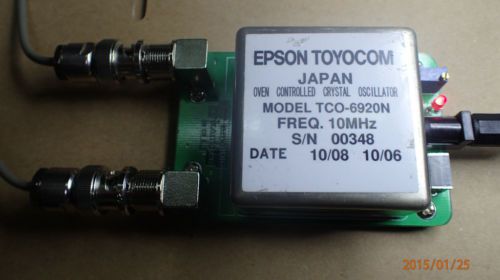 EPSON TOYOCOM
JAPAN
OVEN CONTROLLED CRYSTAL OSCILLATOR
MODEL TCO-6920N
FREQ. 10MHz
S/N 00348
DATE 10/08 10/06
2015/01/25